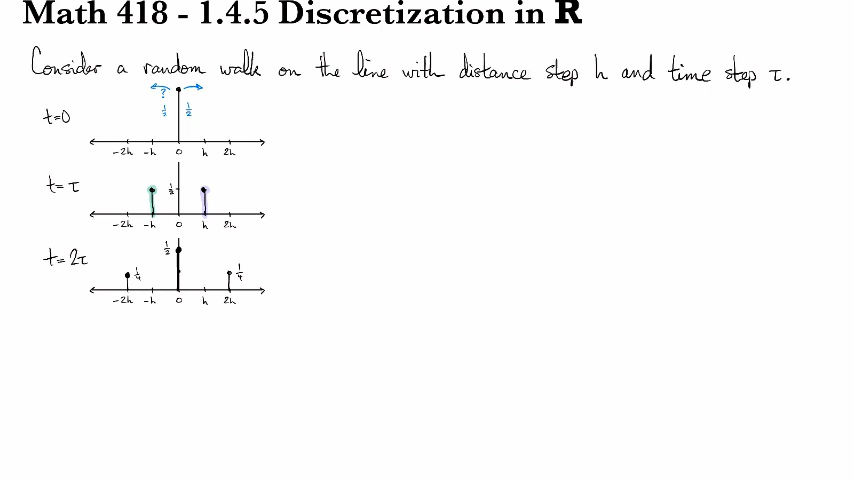 Math 418 - 1.4.5 Discretization in R
Consider a random walk on the line with distance step h and time step τ.
?
t=0 1/2 1/2
-2h -h 0 h 2h
t=τ 1/2
-2h -h 0 h 2h
t=2τ 1/4 1/2 1/4
-2h -h 0 h 2h